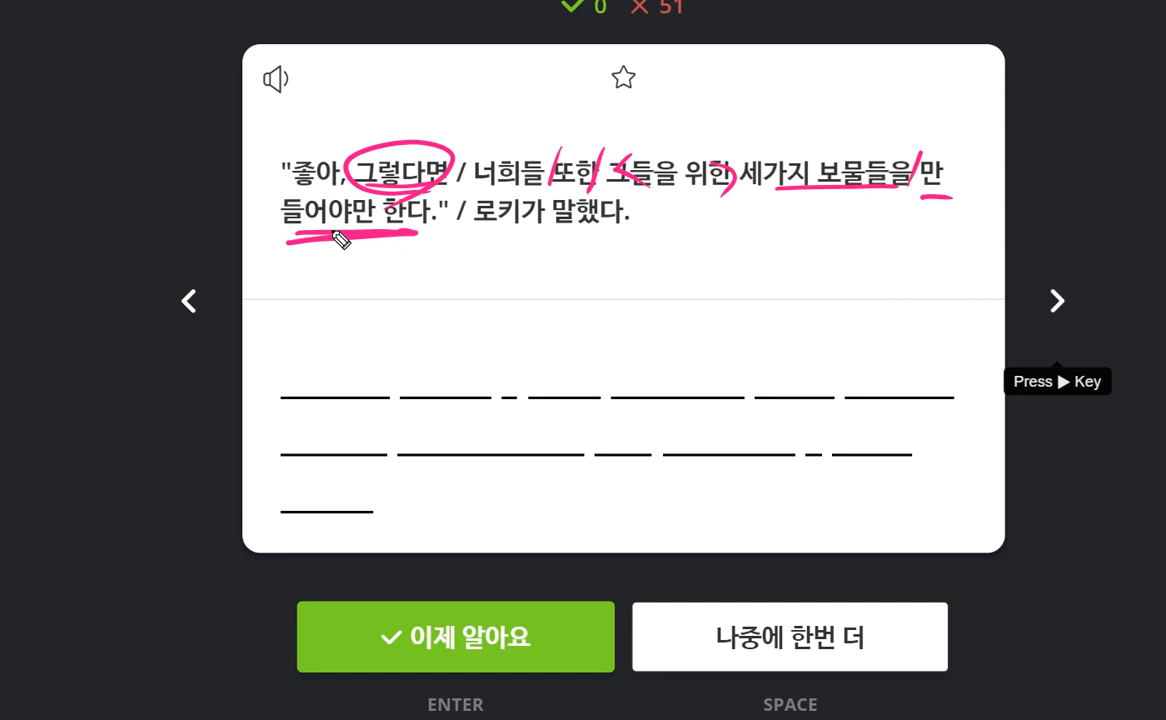 0 51
"좋아, 그렇다면 / 너희들 또한 그들을 위한 세가지 보물들을 만
들어야만 한다." / 로키가 말했다.
Press ▶ Key
이제 알아요 나중에 한번 더
ENTER SPACE